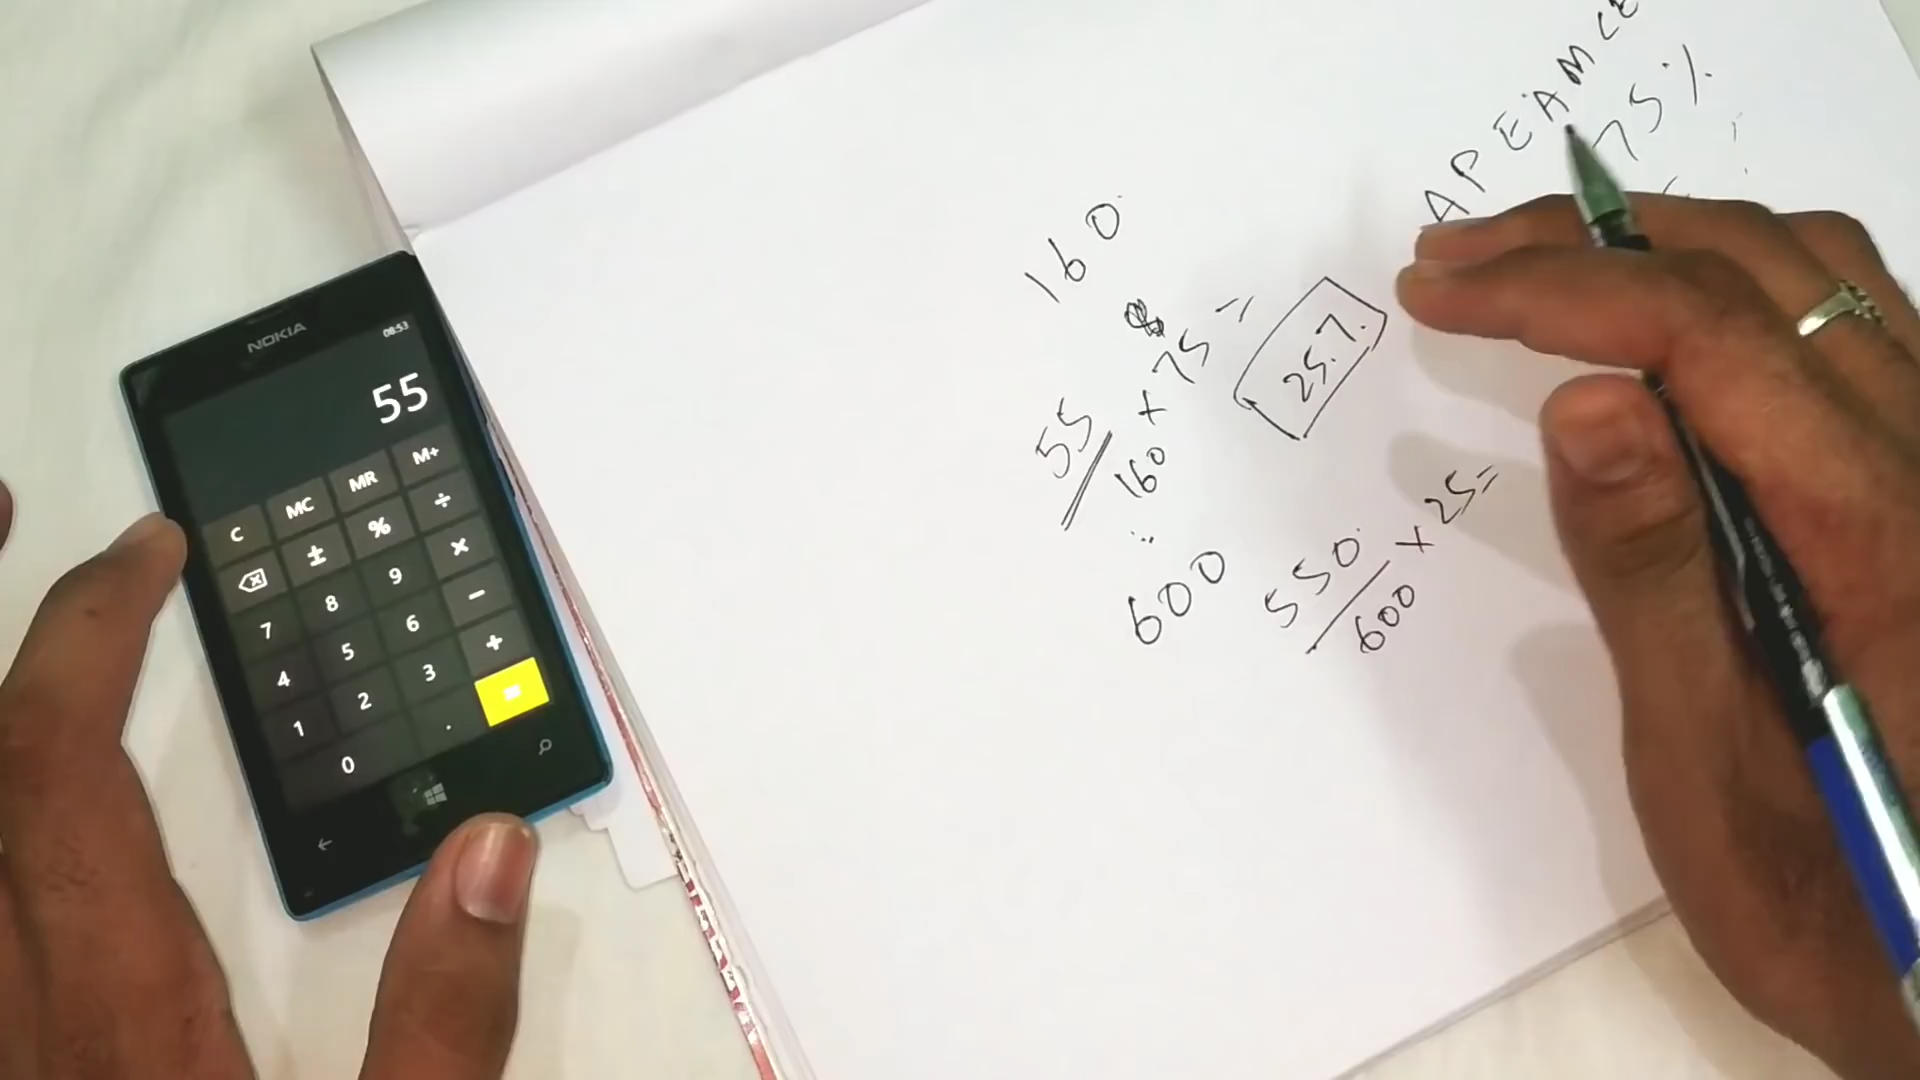 APEAMCE
75%
160
55/160 × 75 =
25.7
600
550/600 × 25 =
NOKIA
08:53
55
C MC MR M+
± % ÷
7 8 9 ×
4 5 6 −
1 2 3 +
0 . =